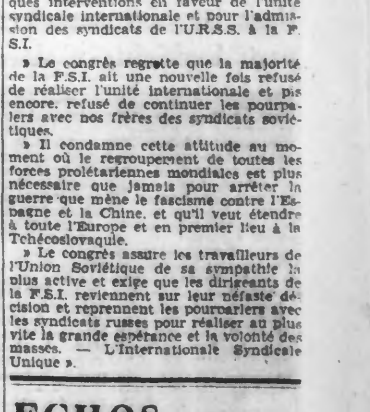 ques interventions en faveur de l'unité
syndicale internationale et pour l'admis-
sion des syndicats de l'U.R.S.S. à la F.
S.I.
» Le congrès regrette que la majorité
de la F.S.I. ait une nouvelle fois refusé
de réaliser l'unité internationale et pis
encore, refusé de continuer les pourpa-
lers avec nos frères des syndicats sovié-
tiques.
» Il condamne cette attitude au mo-
ment où le regroupement de toutes les
forces prolétariennes mondiales est plus
nécessaire que jamais pour arrêter la
guerre que mène le fascisme contre l'Es-
pagne et la Chine, et qu'il veut étendre
à toute l'Europe et en premier lieu à la
Tchécoslovaquie.
» Le congrès assure les travailleurs de
l'Union Soviétique de sa sympathie la
plus active et exige que les dirigeants de
la F.S.I. reviennent sur leur néfaste dé-
cision et reprennent les pourparlers avec
les syndicats russes pour réaliser au plus
vite la grande espérance et la volonté des
masses. — L'Internationale Syndicale
Unique ».
ECHOS